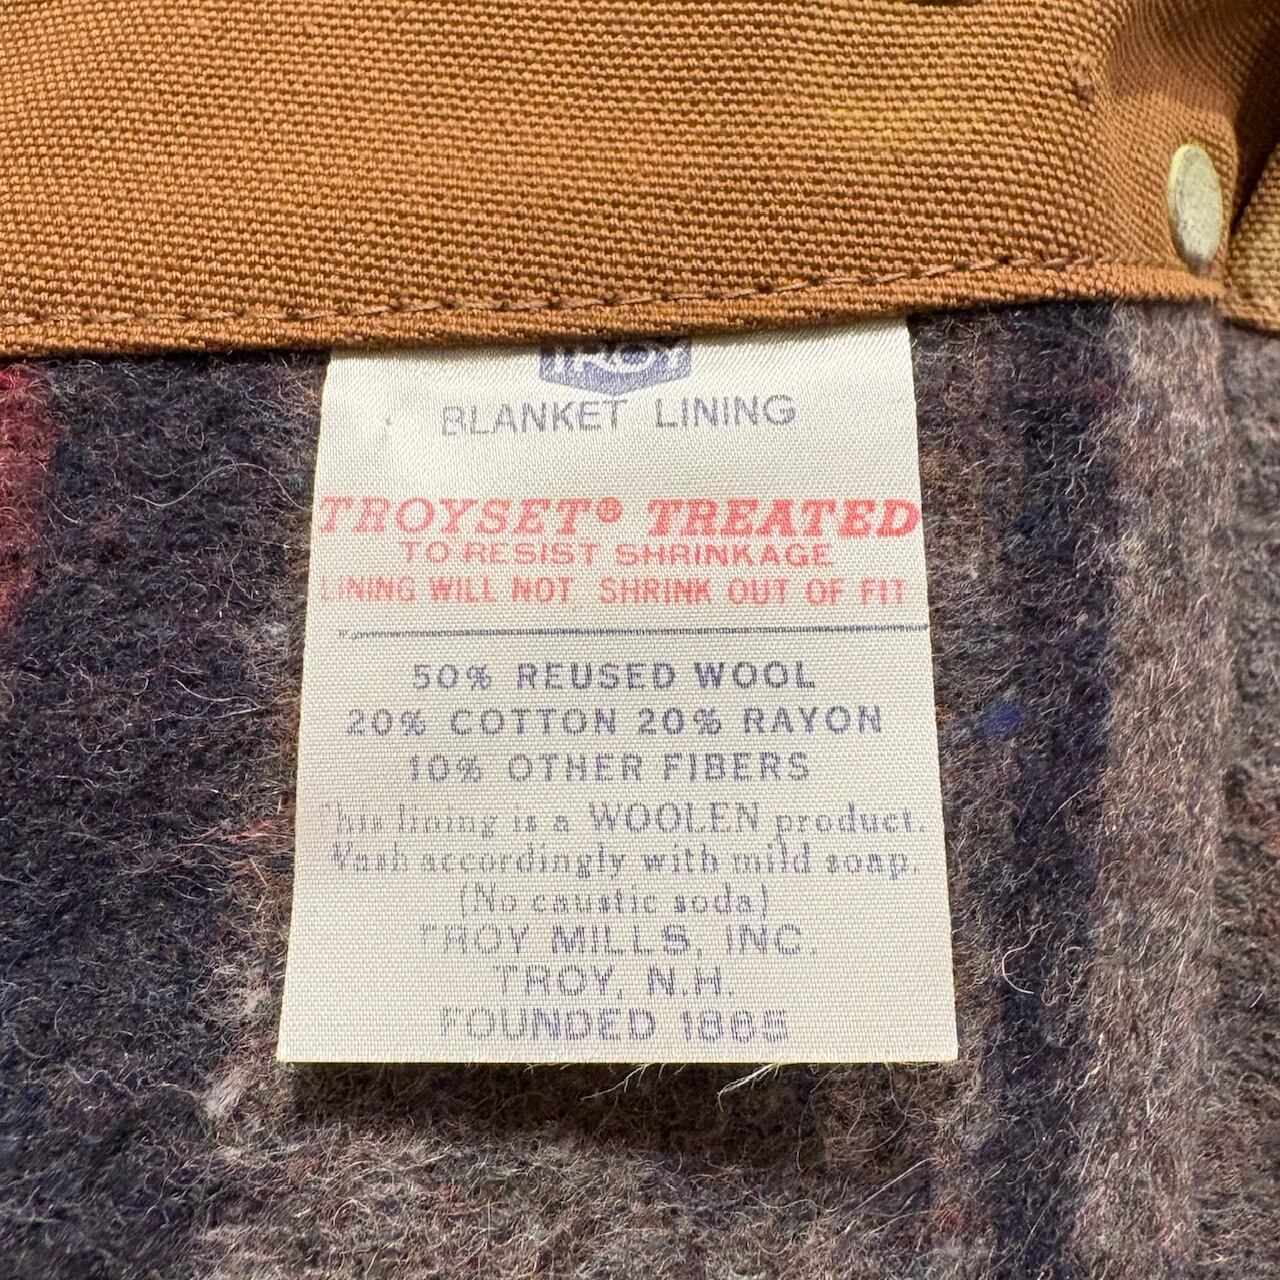 TROY
BLANKET LINING
TROYSET® TREATED
TO RESIST SHRINKAGE
LINING WILL NOT SHRINK OUT OF FIT
50% REUSED WOOL
20% COTTON 20% RAYON
10% OTHER FIBERS
This lining is a WOOLEN product.
Wash accordingly with mild soap.
(No caustic soda)
TROY MILLS, INC.
TROY, N.H.
FOUNDED 1865